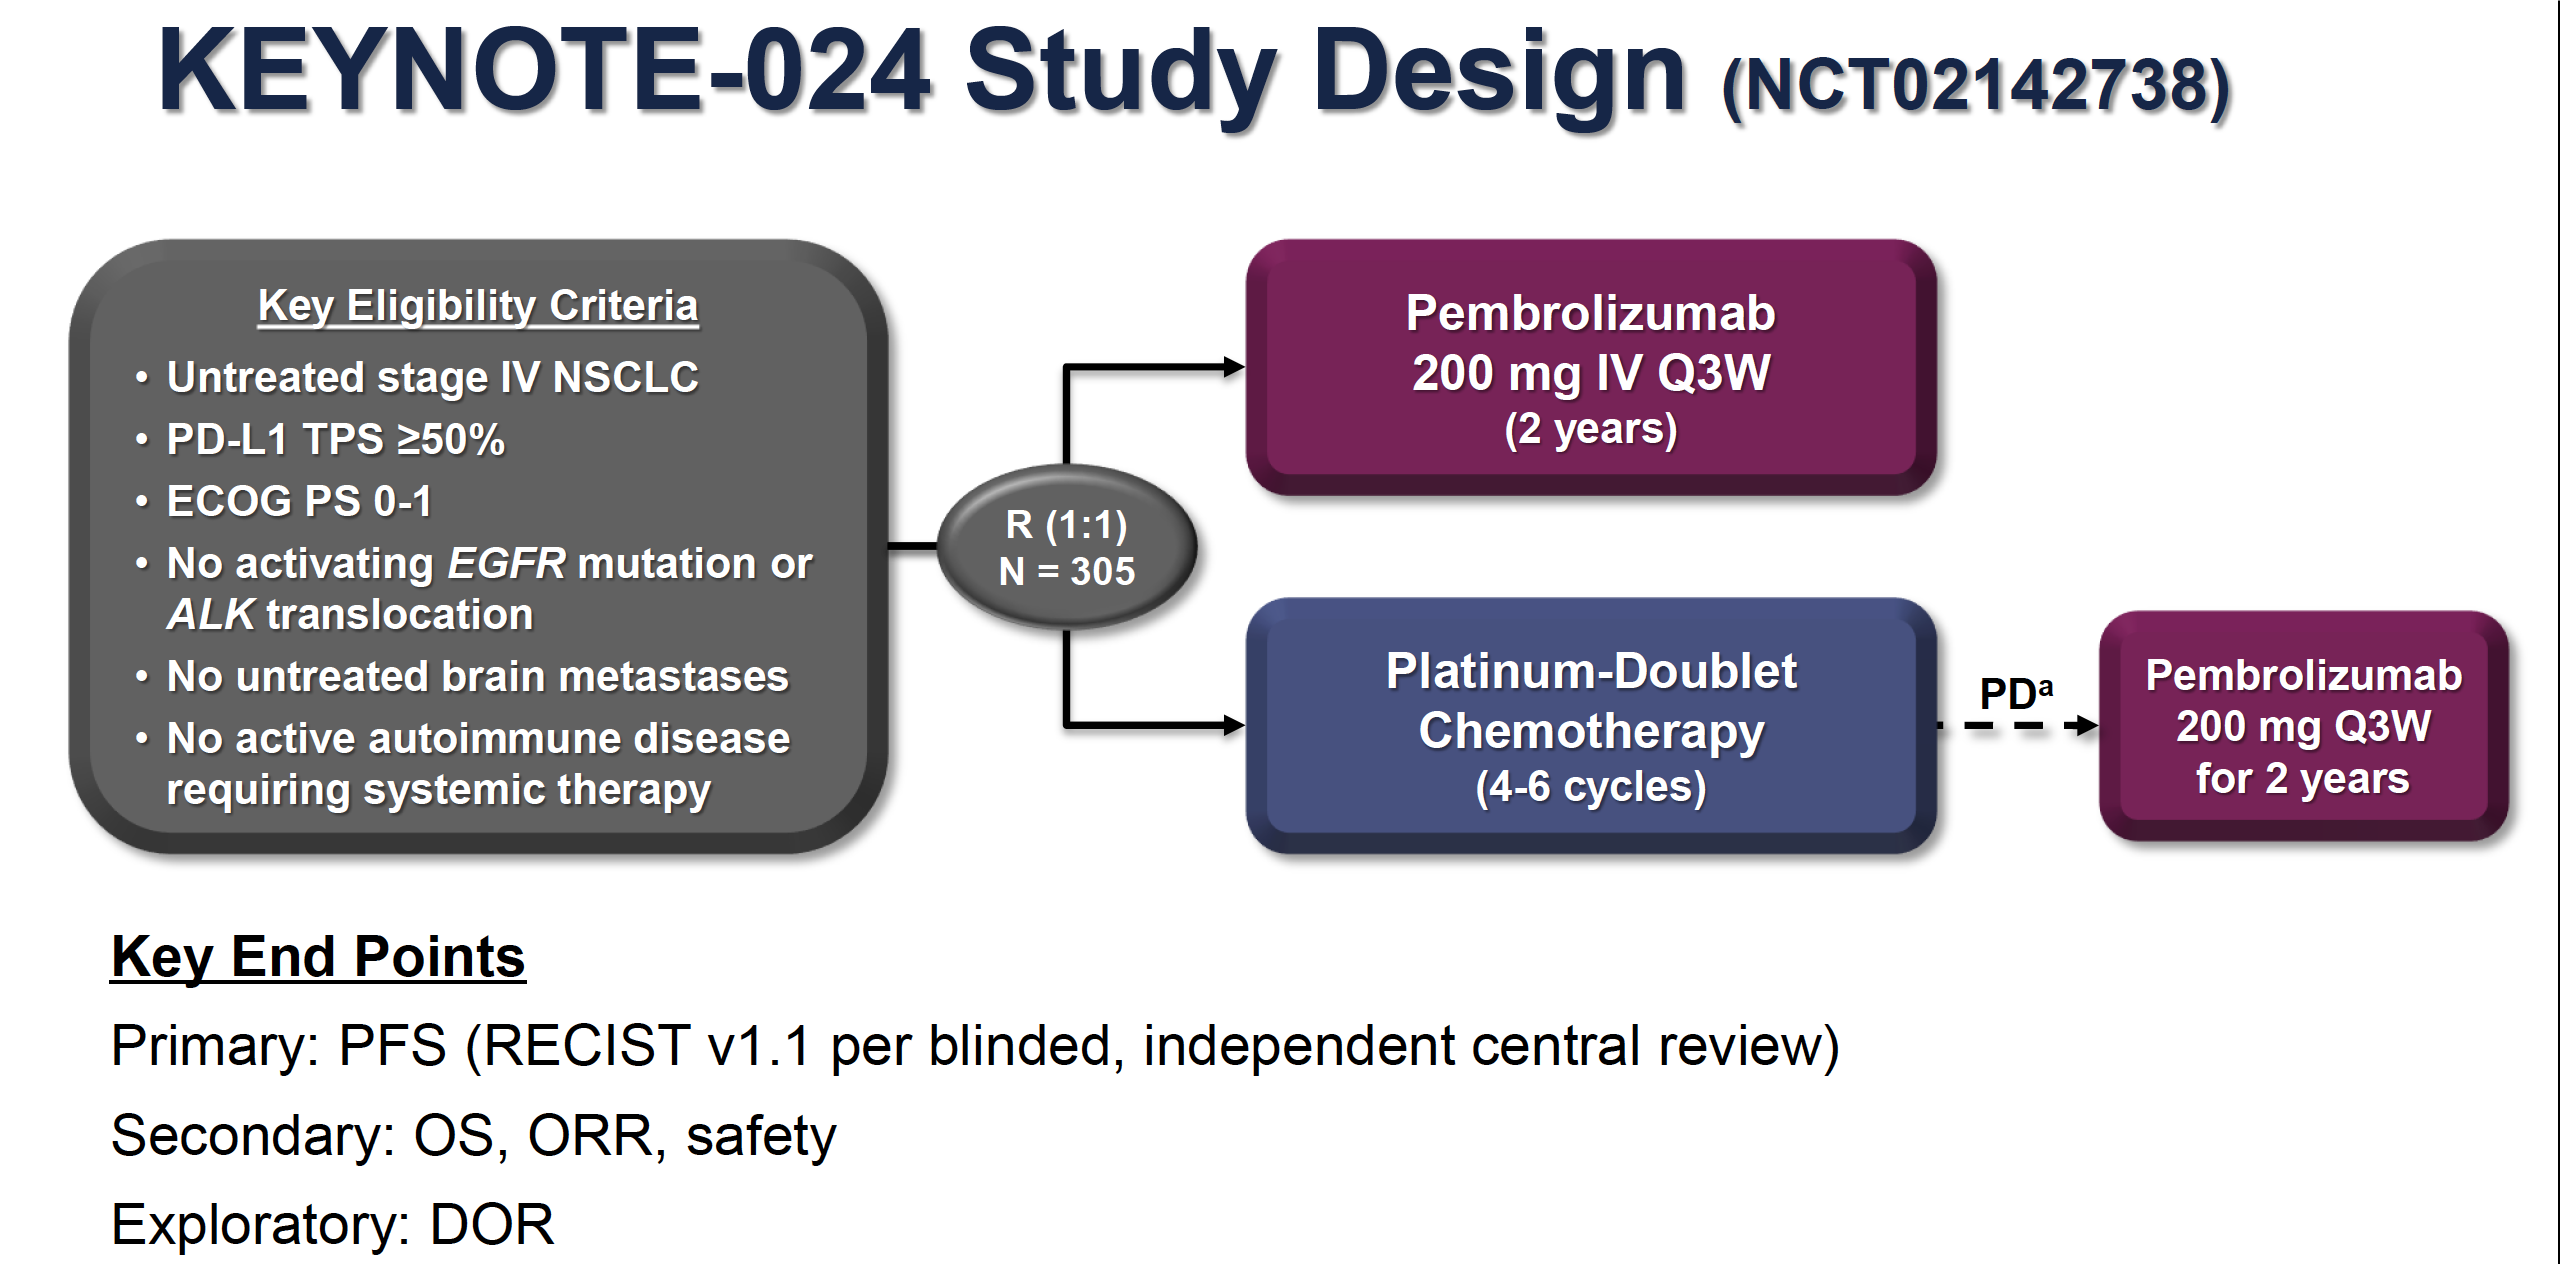 KEYNOTE-024 Study Design (NCT02142738)
Key Eligibility Criteria
• Untreated stage IV NSCLC
• PD-L1 TPS ≥50%
• ECOG PS 0-1
• No activating EGFR mutation or
ALK translocation
• No untreated brain metastases
• No active autoimmune disease
requiring systemic therapy
R (1:1)
N = 305
Pembrolizumab
200 mg IV Q3W
(2 years)
Platinum-Doublet
Chemotherapy
(4-6 cycles)
PDᵃ
Pembrolizumab
200 mg Q3W
for 2 years
Key End Points
Primary: PFS (RECIST v1.1 per blinded, independent central review)
Secondary: OS, ORR, safety
Exploratory: DOR